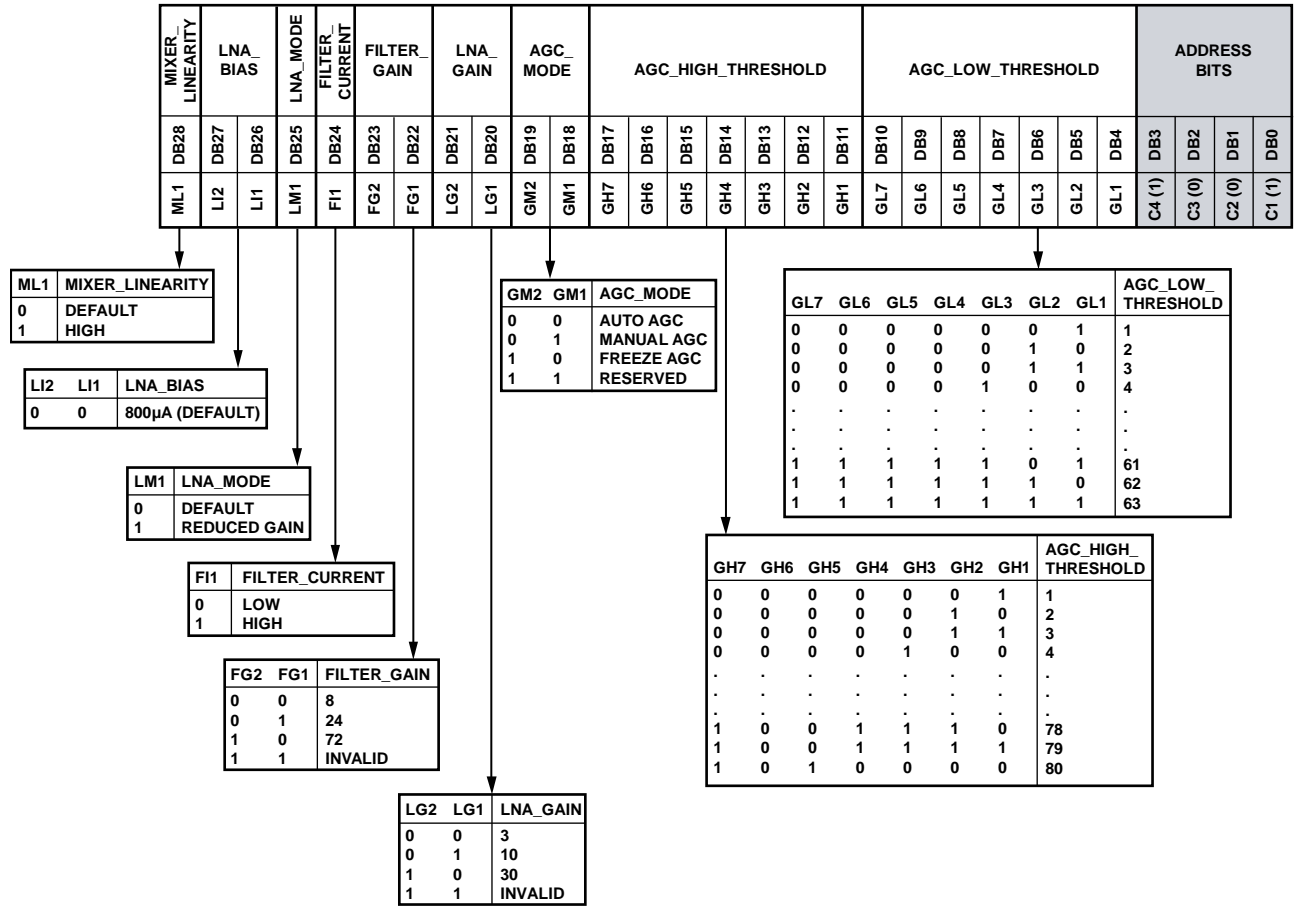 MIXER_
LINEARITY
LNA_
BIAS
LNA_MODE
FILTER_
CURRENT
FILTER_
GAIN
LNA_
GAIN
AGC_
MODE
AGC_HIGH_THRESHOLD
AGC_LOW_THRESHOLD
ADDRESS
BITS
DB28 DB27 DB26 DB25 DB24 DB23 DB22 DB21 DB20 DB19 DB18 DB17 DB16 DB15 DB14 DB13 DB12 DB11 DB10 DB9 DB8 DB7 DB6 DB5 DB4 DB3 DB2 DB1 DB0
ML1 LI2 LI1 LM1 FI1 FG2 FG1 LG2 LG1 GM2 GM1 GH7 GH6 GH5 GH4 GH3 GH2 GH1 GL7 GL6 GL5 GL4 GL3 GL2 GL1 C4 (1) C3 (0) C2 (0) C1 (1)
ML1 MIXER_LINEARITY
0 DEFAULT
1 HIGH
LI2 LI1 LNA_BIAS
0 0 800µA (DEFAULT)
LM1 LNA_MODE
0 DEFAULT
1 REDUCED GAIN
FI1 FILTER_CURRENT
0 LOW
1 HIGH
FG2 FG1 FILTER_GAIN
0 0 8
0 1 24
1 0 72
1 1 INVALID
LG2 LG1 LNA_GAIN
0 0 3
0 1 10
1 0 30
1 1 INVALID
GM2 GM1 AGC_MODE
0 0 AUTO AGC
0 1 MANUAL AGC
1 0 FREEZE AGC
1 1 RESERVED
GL7 GL6 GL5 GL4 GL3 GL2 GL1 AGC_LOW_
THRESHOLD
0 0 0 0 0 0 1 1
0 0 0 0 0 1 0 2
0 0 0 0 0 1 1 3
0 0 0 0 1 0 0 4
. . . . . . . .
. . . . . . . .
. . . . . . . .
1 1 1 1 1 0 1 61
1 1 1 1 1 1 0 62
1 1 1 1 1 1 1 63
GH7 GH6 GH5 GH4 GH3 GH2 GH1 AGC_HIGH_
THRESHOLD
0 0 0 0 0 0 1 1
0 0 0 0 0 1 0 2
0 0 0 0 0 1 1 3
0 0 0 0 1 0 0 4
. . . . . . . .
. . . . . . . .
. . . . . . . .
1 0 0 1 1 1 0 78
1 0 0 1 1 1 1 79
1 0 1 0 0 0 0 80